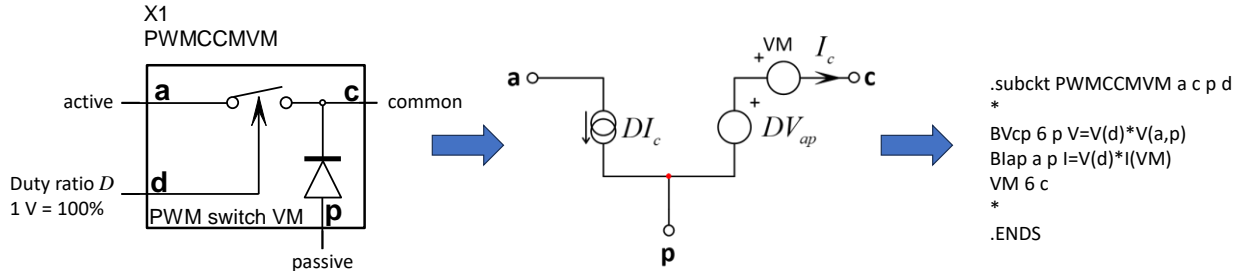 X1
PWMCCMVM
active
a
c
common
Duty ratio D
1 V = 100%
d
PWM switch VM
p
passive
a
DI_c
+
VM
I_c
c
+
DV_ap
p
.subckt PWMCCMVM a c p d
*
BVcp 6 p V=V(d)*V(a,p)
BIap a p I=V(d)*I(VM)
VM 6 c
*
.ENDS